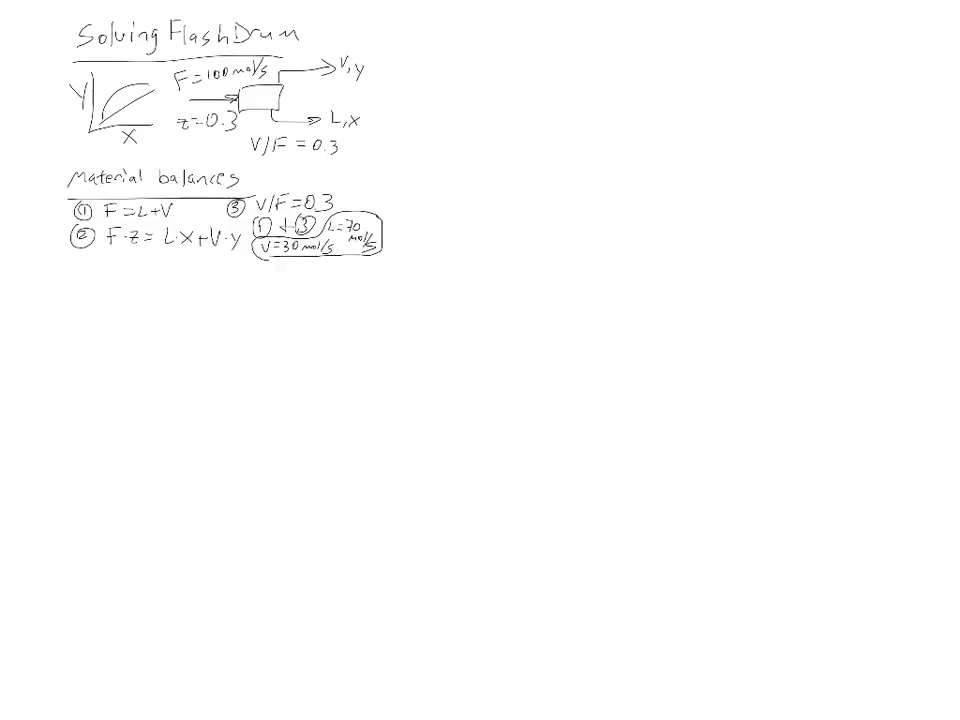 Solving Flash Drum
F = 100 mol/s
V, y
Y
z = 0.3
L, x
X
V/F = 0.3
Material balances
① F = L + V
③ V/F = 0.3
② F · z = L · x + V · y
① + ③
L = 70 mol/s
V = 30 mol/s